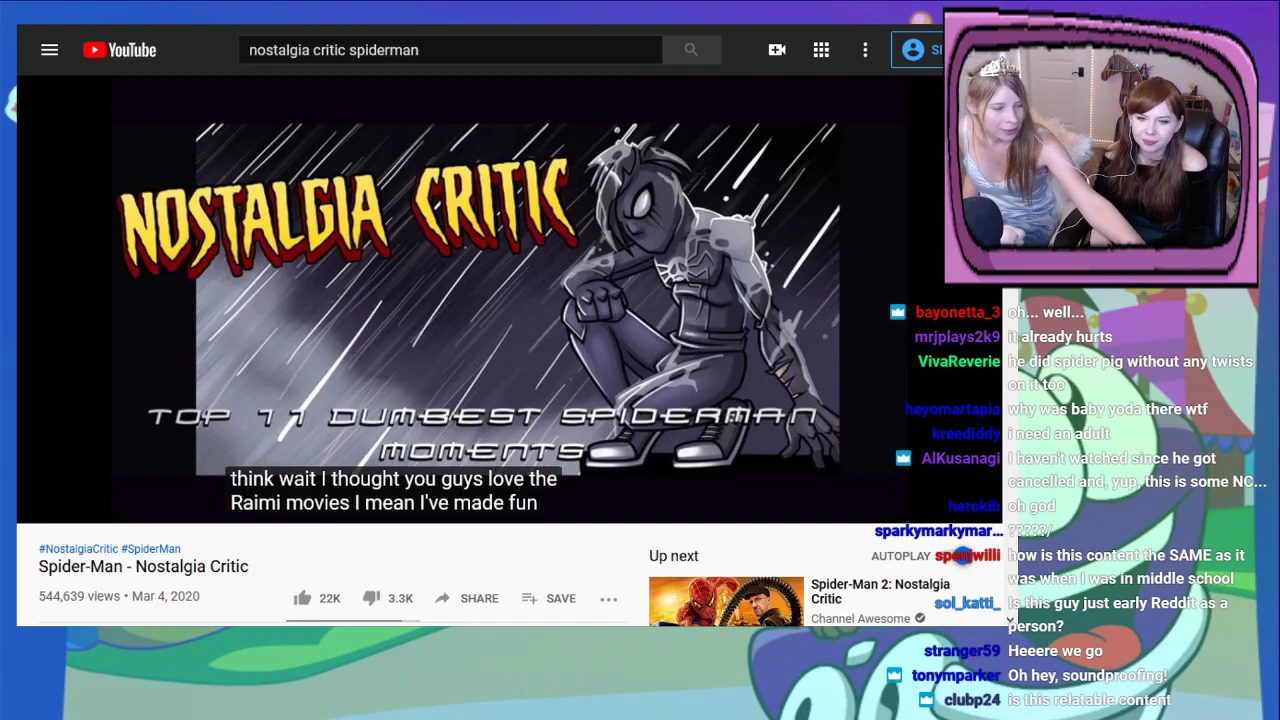 YouTube
nostalgia critic spiderman
NOSTALGIA CRITIC
TOP 11 DUMBEST SPIDERMAN
MOMENTS
think wait I thought you guys love the
Raimi movies I mean I've made fun
#NostalgiaCritic #SpiderMan
Spider-Man - Nostalgia Critic
544,639 views • Mar 4, 2020
22K
3.3K
SHARE
SAVE
Up next
AUTOPLAY
Spider-Man 2: Nostalgia
Critic
Channel Awesome
bayonetta_3 oh... well...
mrjplays2k9 it already hurts
VivaReverie he did spider pig without any twists
on it too
heyomartapia why was baby yoda there wtf
kreediddy i need an adult
AlKusanagi I haven't watched since he got
cancelled and, yup, this is some NC...
herokib oh god
sparkymarkymar... ?????/
spenjwilli how is this content the SAME as it
was when I was in middle school
sol_katti_ Is this guy just early Reddit as a
person?
stranger59 Heeere we go
tonymparker Oh hey, soundproofing!
clubp24 is this relatable content